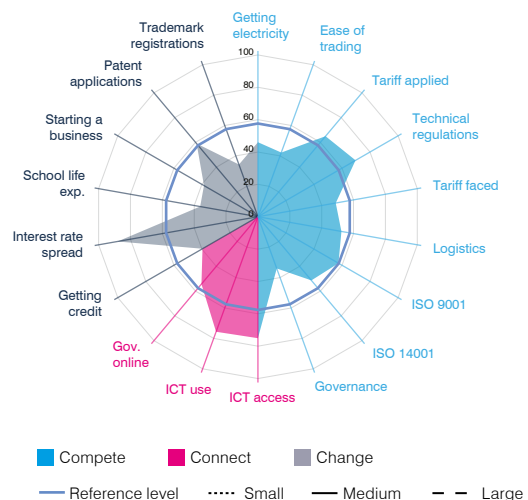 Getting
electricity
Ease of
trading
Tariff applied
Technical
regulations
Tariff faced
Logistics
ISO 9001
ISO 14001
Governance
ICT access
ICT use
Gov.
online
Getting
credit
Interest rate
spread
School life
exp.
Starting a
business
Patent
applications
Trademark
registrations
100
80
60
40
20
0
Compete
Connect
Change
Reference level
Small
Medium
Large